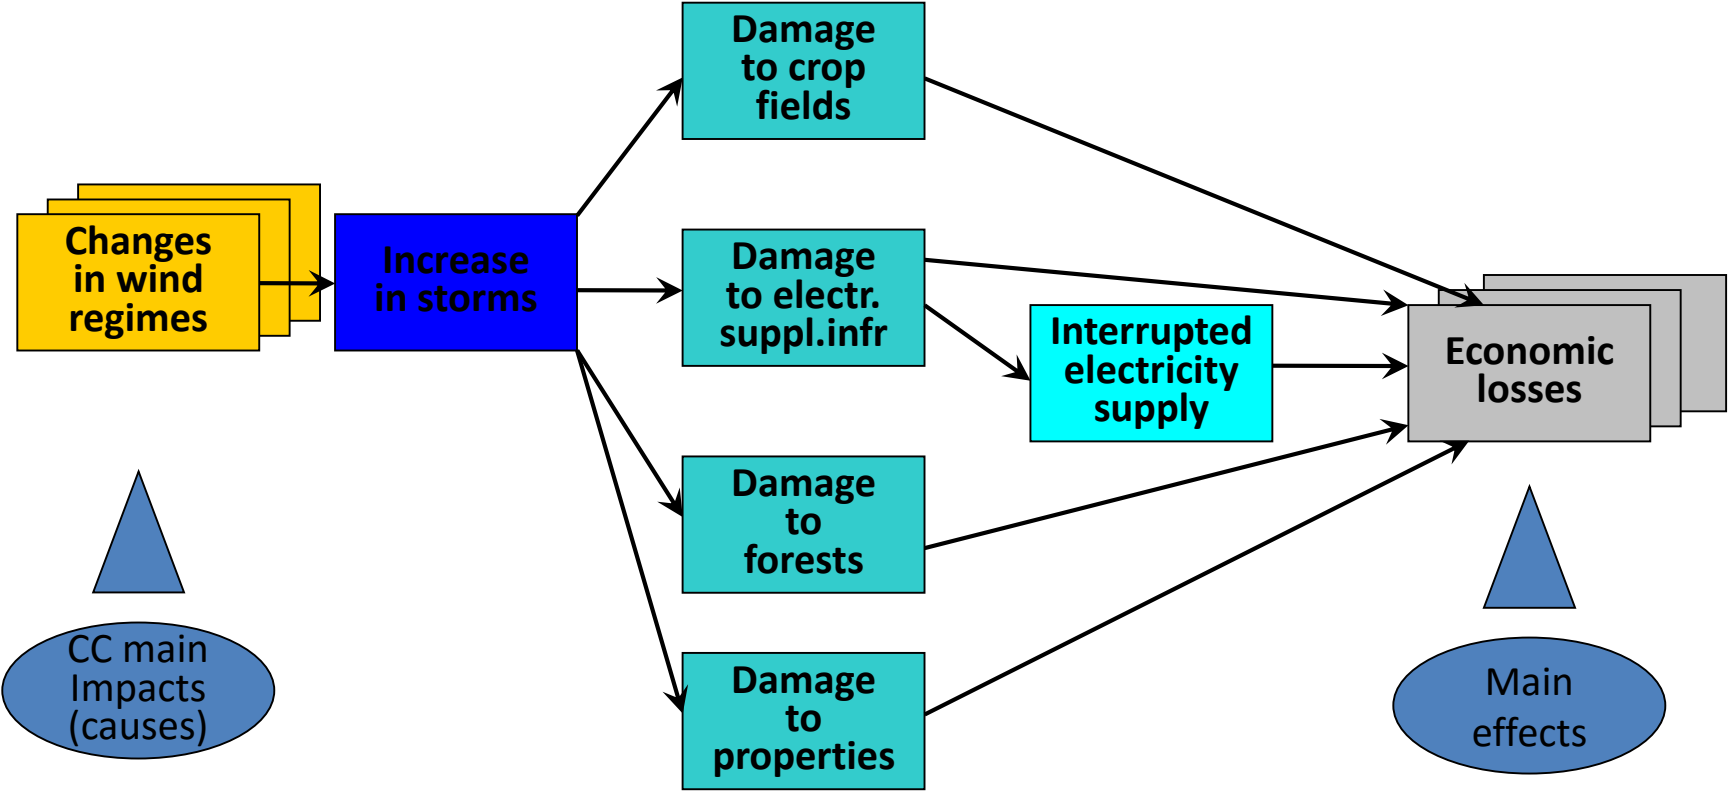 Damage
to crop
fields
Changes
in wind
regimes
Increase
in storms
Damage
to electr.
suppl.infr
Interrupted
electricity
supply
Economic
losses
Damage
to
forests
CC main
Impacts
(causes)
Damage
to
properties
Main
effects